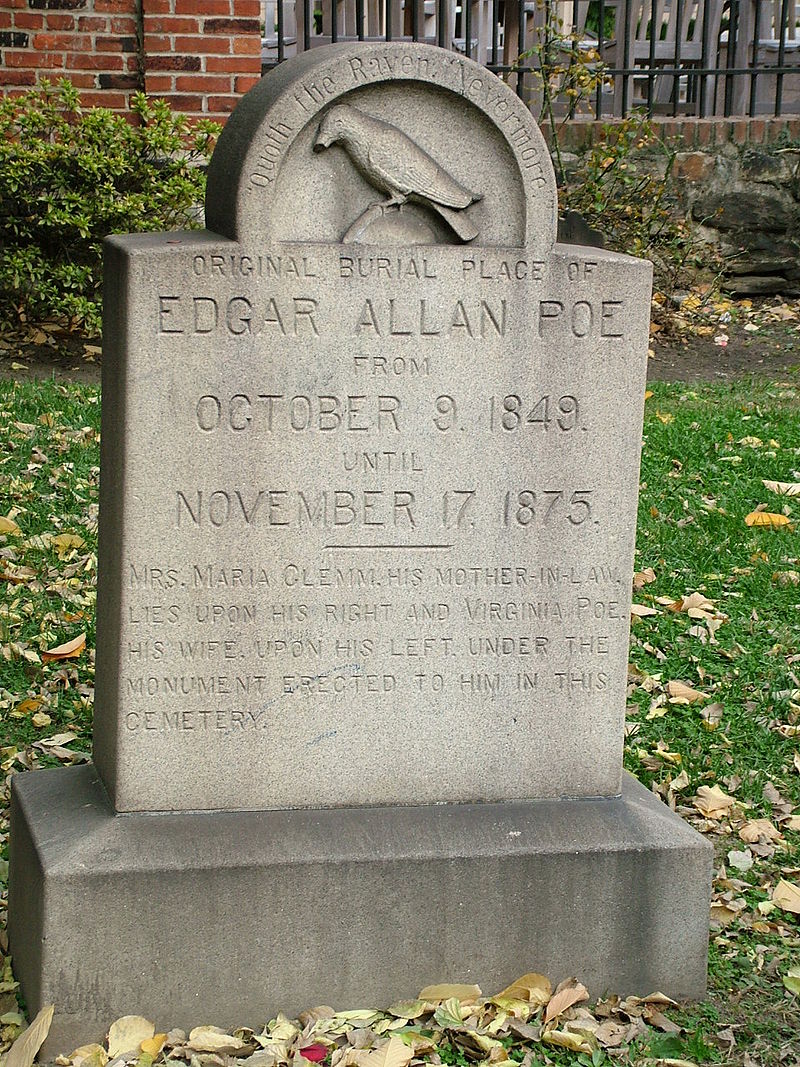 "Quoth the Raven, Nevermore."
ORIGINAL BURIAL PLACE OF
EDGAR ALLAN POE
FROM
OCTOBER 9. 1849.
UNTIL
NOVEMBER 17. 1875.
MRS. MARIA CLEMM, HIS MOTHER-IN-LAW,
LIES UPON HIS RIGHT AND VIRGINIA POE,
HIS WIFE, UPON HIS LEFT, UNDER THE
MONUMENT ERECTED TO HIM IN THIS
CEMETERY.